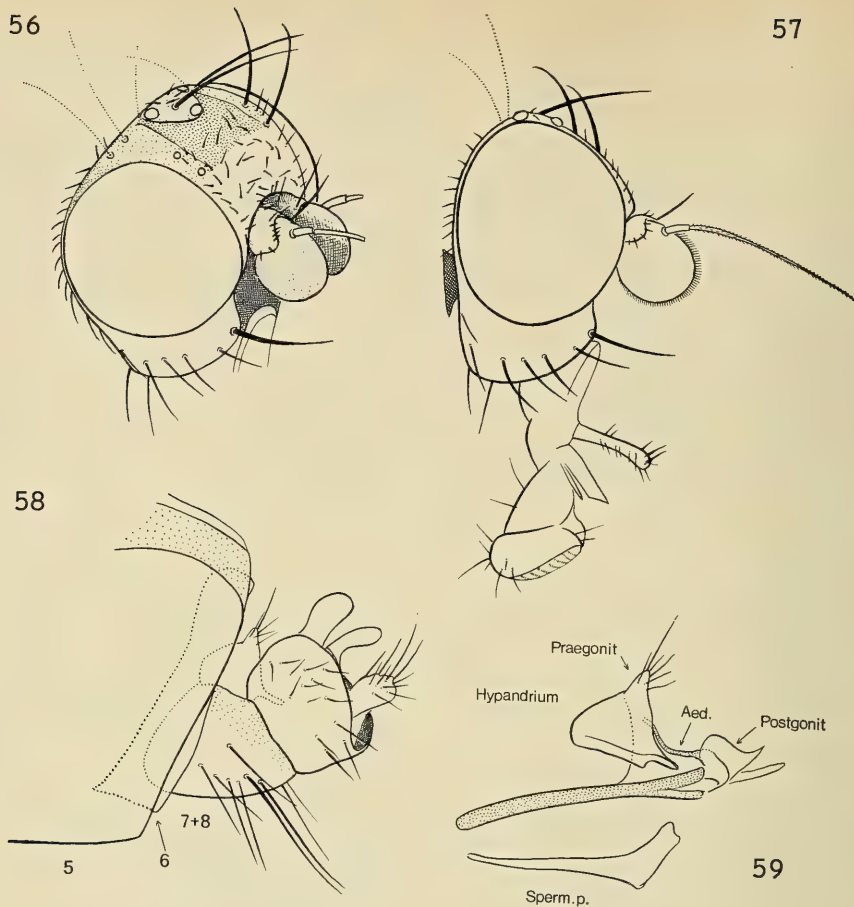 56
57
58
5
6
7+8
Praegonit
Hypandrium
Aed.
Postgonit
Sperm.p.
59